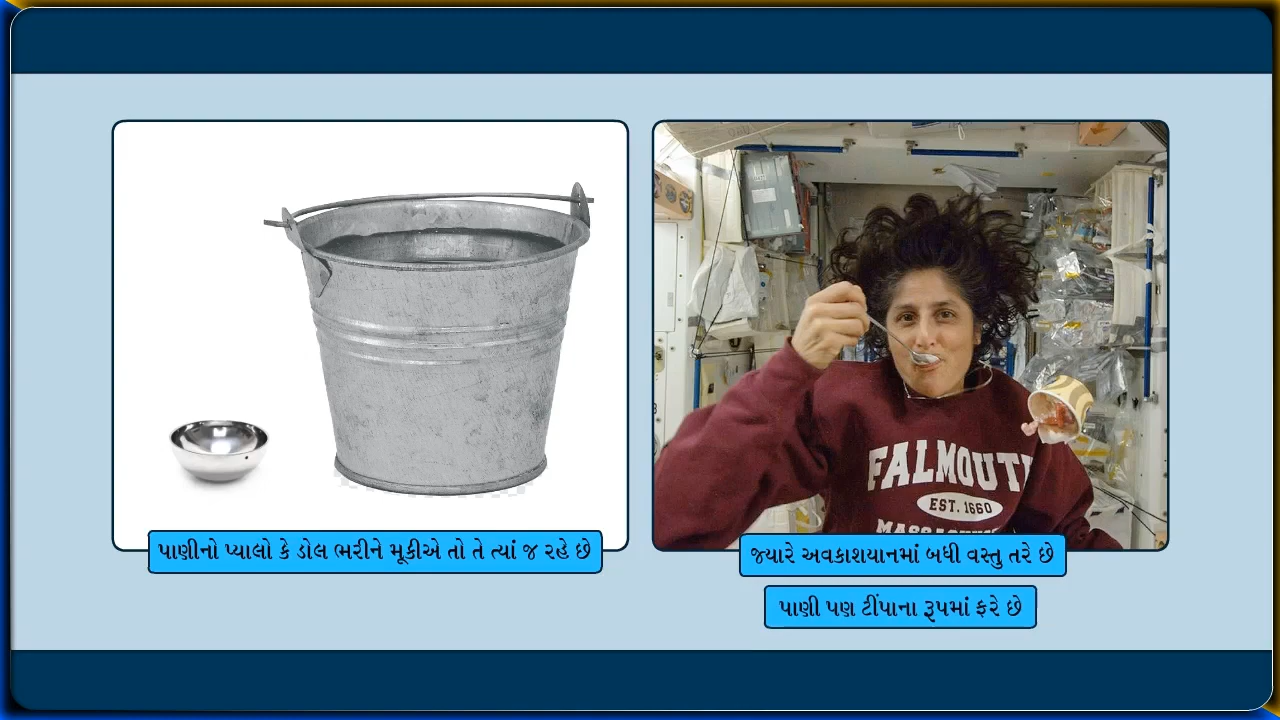 પાણીનો પ્યાલો કે ડોલ ભરીને મૂકીએ તો તે ત્યાં જ રહે છે
FALMOUTH
EST. 1660
જ્યારે અવકાશયાનમાં બધી વસ્તુ તરે છે
પાણી પણ ટીંપાના રૂપમાં ફરે છે